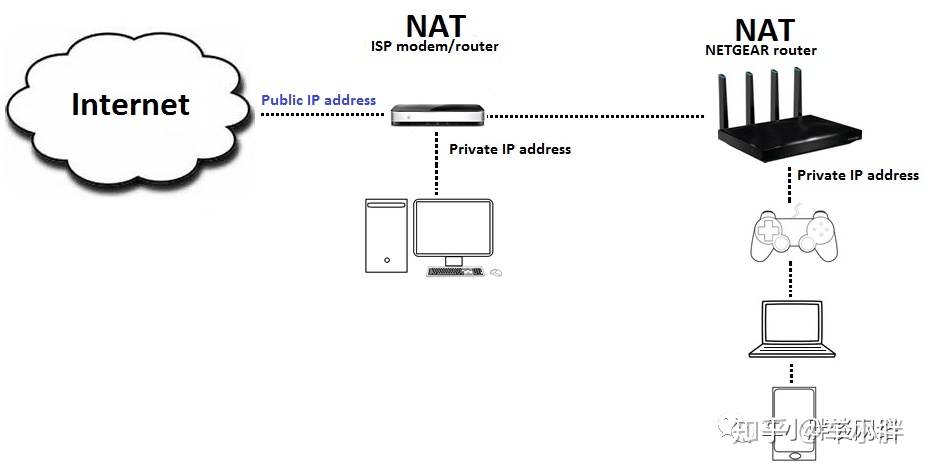 NAT
ISP modem/router
NAT
NETGEAR router
Internet
Public IP address
Private IP address
Private IP address
知乎